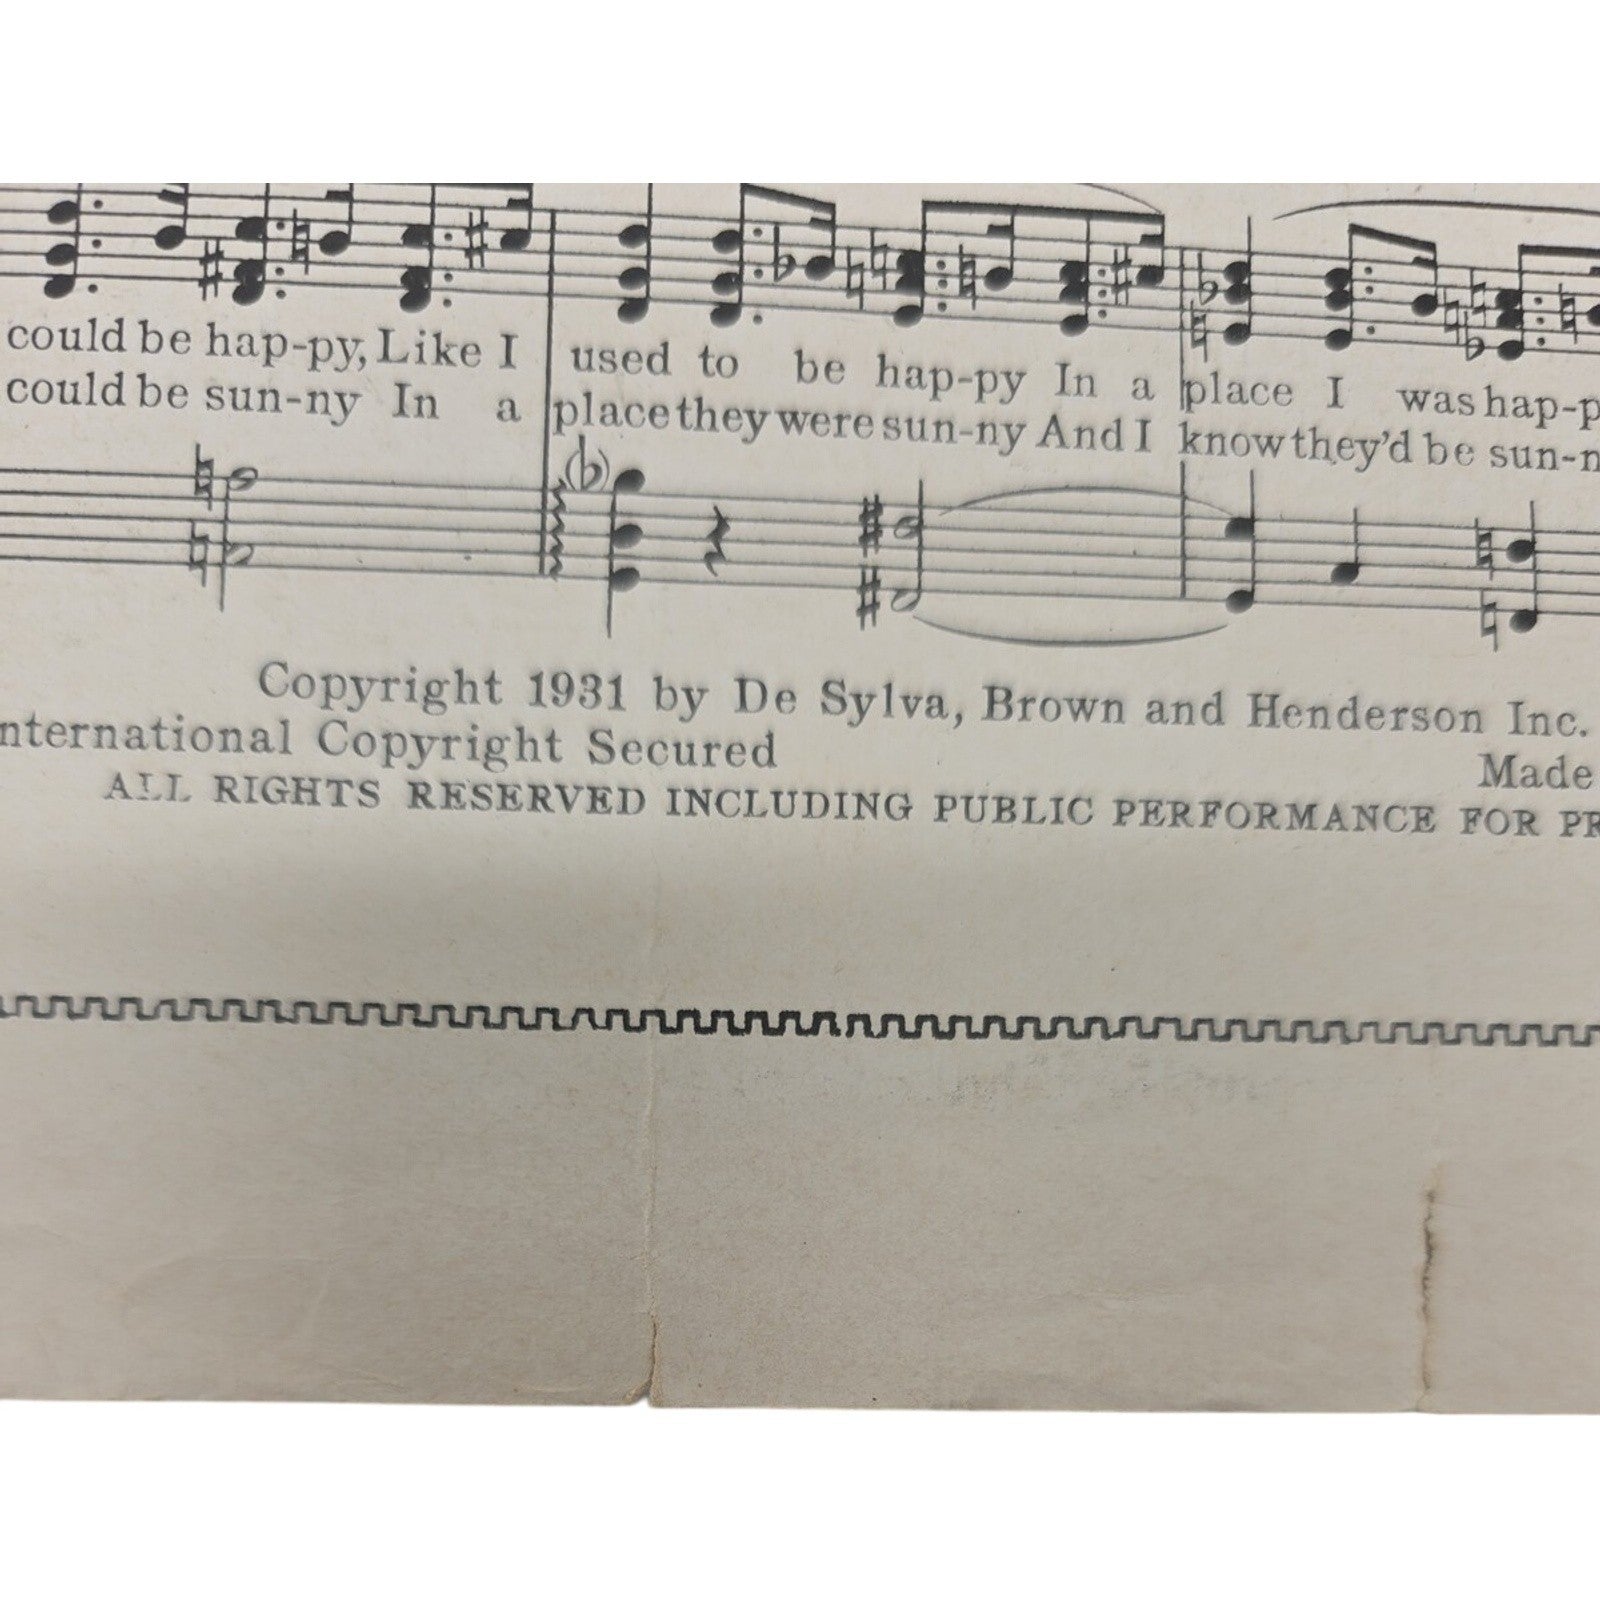 could be hap-py, Like I used to be hap-py In a place I was hap-p
could be sun-ny In a place they were sun-ny And I know they'd be sun-n
Copyright 1931 by De Sylva, Brown and Henderson Inc.
nternational Copyright Secured Made
ALL RIGHTS RESERVED INCLUDING PUBLIC PERFORMANCE FOR PR